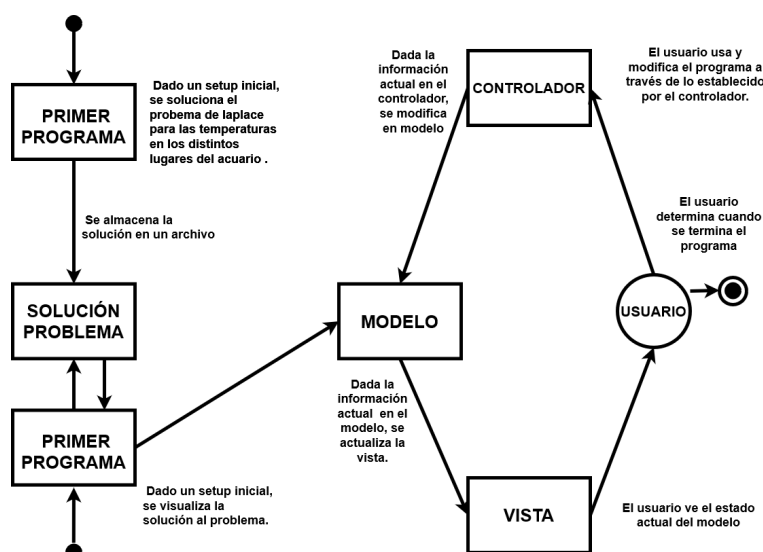 PRIMER
PROGRAMA
Dado un setup inicial,
se soluciona el
probema de laplace
para las temperaturas
en los distintos
lugares del acuario .
Se almacena la
solución en un archivo
SOLUCIÓN
PROBLEMA
PRIMER
PROGRAMA
Dado un setup inicial,
se visualiza la
solución al problema.
Dada la
información
actual en el
controlador,
se modifica
en modelo
CONTROLADOR
El usuario usa y
modifica el programa a
través de lo establecido
por el controlador.
El usuario
determina cuando
se termina el
programa
MODELO
USUARIO
Dada la
información
actual en el
modelo, se
actualiza la
vista.
VISTA
El usuario ve el estado
actual del modelo